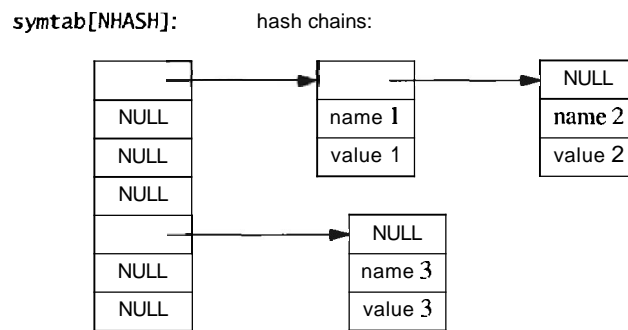 symtab[NHASH]: hash chains:
NULL
NULL name 1 name 2
NULL value 1 value 2
NULL
NULL
NULL name 3
NULL value 3